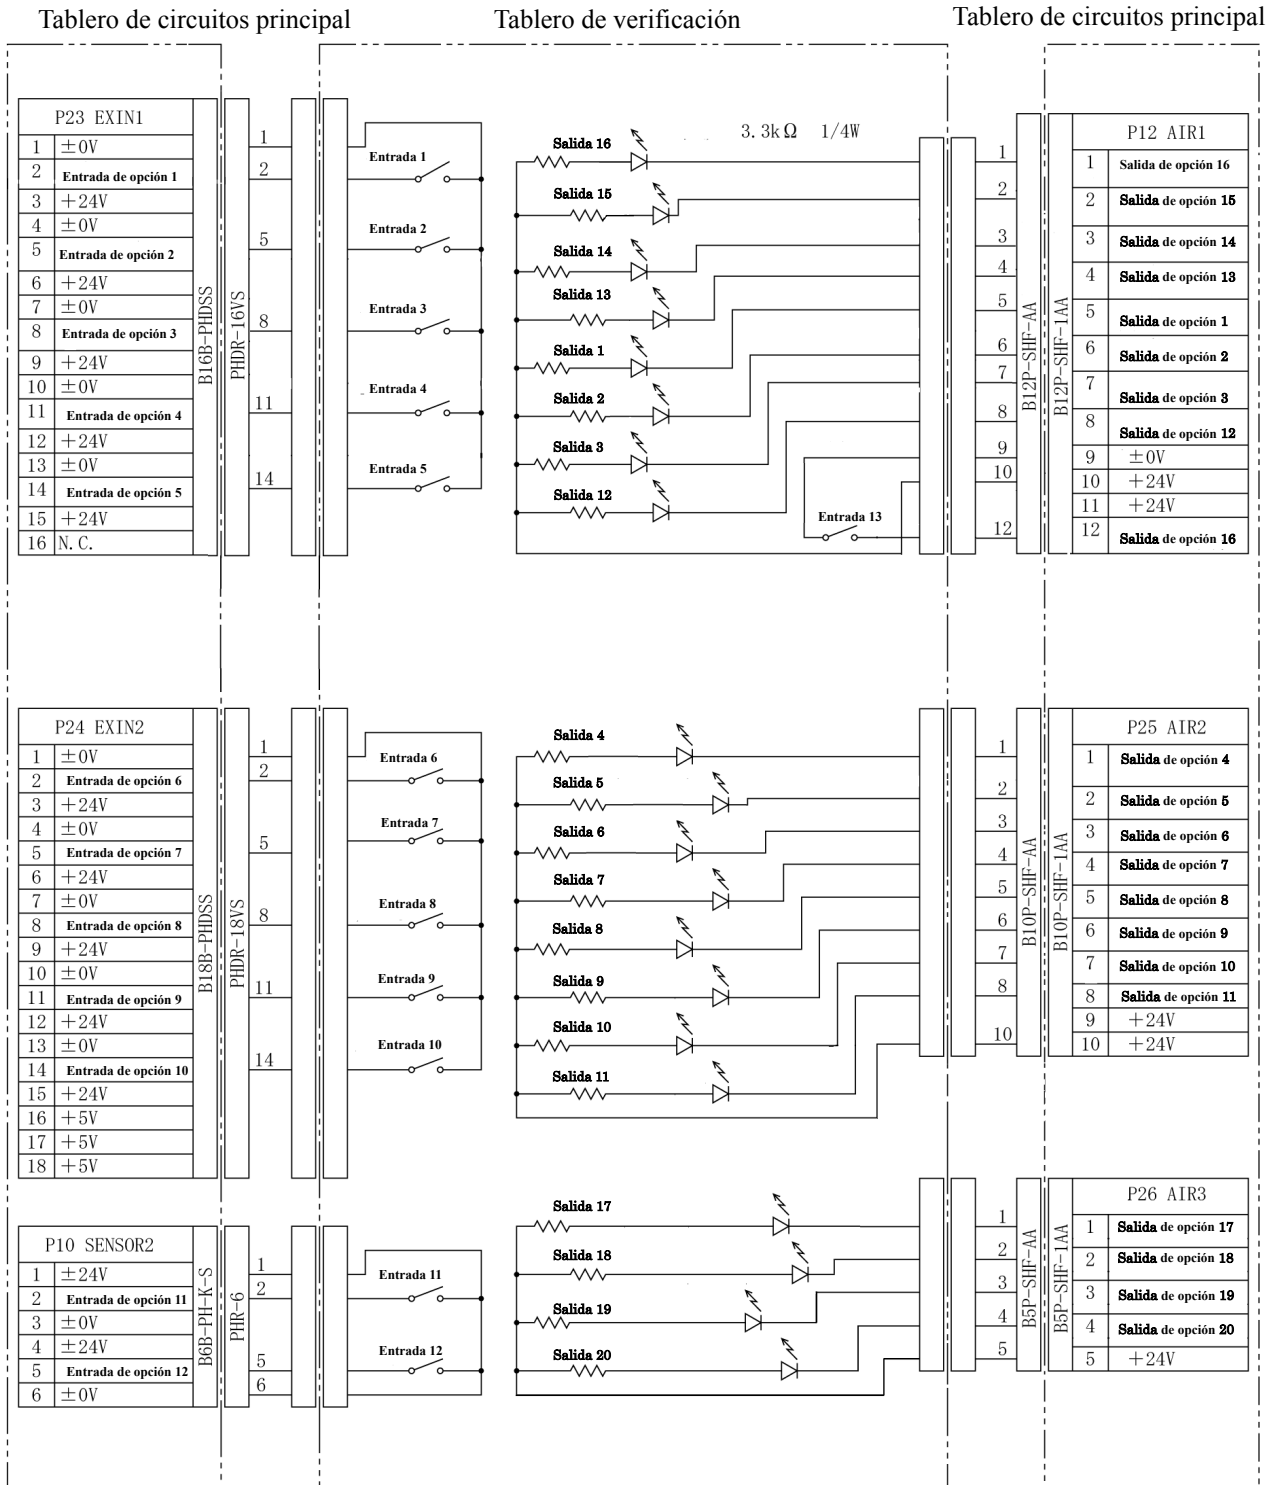 Tablero de circuitos principal
Tablero de verificación
Tablero de circuitos principal
P23 EXIN1
1 ±0V
2 Entrada de opción 1
3 +24V
4 ±0V
5 Entrada de opción 2
6 +24V
7 ±0V
8 Entrada de opción 3
9 +24V
10 ±0V
11 Entrada de opción 4
12 +24V
13 ±0V
14 Entrada de opción 5
15 +24V
16 N.C.
B16B-PHDSS
PHDR-16VS
1
2
5
8
11
14
Entrada 1
Entrada 2
Entrada 3
Entrada 4
Entrada 5
3.3kΩ 1/4W
Salida 16
Salida 15
Salida 14
Salida 13
Salida 1
Salida 2
Salida 3
Salida 12
Entrada 13
1
2
3
4
5
6
7
8
9
10
12
B12P-SHF-AA
B12P-SHF-1AA
P12 AIR1
1 Salida de opción 16
2 Salida de opción 15
3 Salida de opción 14
4 Salida de opción 13
5 Salida de opción 1
6 Salida de opción 2
7 Salida de opción 3
8 Salida de opción 12
9 ±0V
10 +24V
11 +24V
12 Salida de opción 16
P24 EXIN2
1 ±0V
2 Entrada de opción 6
3 +24V
4 ±0V
5 Entrada de opción 7
6 +24V
7 ±0V
8 Entrada de opción 8
9 +24V
10 ±0V
11 Entrada de opción 9
12 +24V
13 ±0V
14 Entrada de opción 10
15 +24V
16 +5V
17 +5V
18 +5V
B18B-PHDSS
PHDR-18VS
1
2
5
8
11
14
Entrada 6
Entrada 7
Entrada 8
Entrada 9
Entrada 10
Salida 4
Salida 5
Salida 6
Salida 7
Salida 8
Salida 9
Salida 10
Salida 11
1
2
3
4
5
6
7
8
10
B10P-SHF-AA
B10P-SHF-1AA
P25 AIR2
1 Salida de opción 4
2 Salida de opción 5
3 Salida de opción 6
4 Salida de opción 7
5 Salida de opción 8
6 Salida de opción 9
7 Salida de opción 10
8 Salida de opción 11
9 +24V
10 +24V
P10 SENSOR2
1 ±24V
2 Entrada de opción 11
3 ±0V
4 ±24V
5 Entrada de opción 12
6 ±0V
B6B-PH-K-S
PHR-6
1
2
5
6
Entrada 11
Entrada 12
Salida 17
Salida 18
Salida 19
Salida 20
1
2
3
4
5
B5P-SHF-AA
B5P-SHF-1AA
P26 AIR3
1 Salida de opción 17
2 Salida de opción 18
3 Salida de opción 19
4 Salida de opción 20
5 +24V